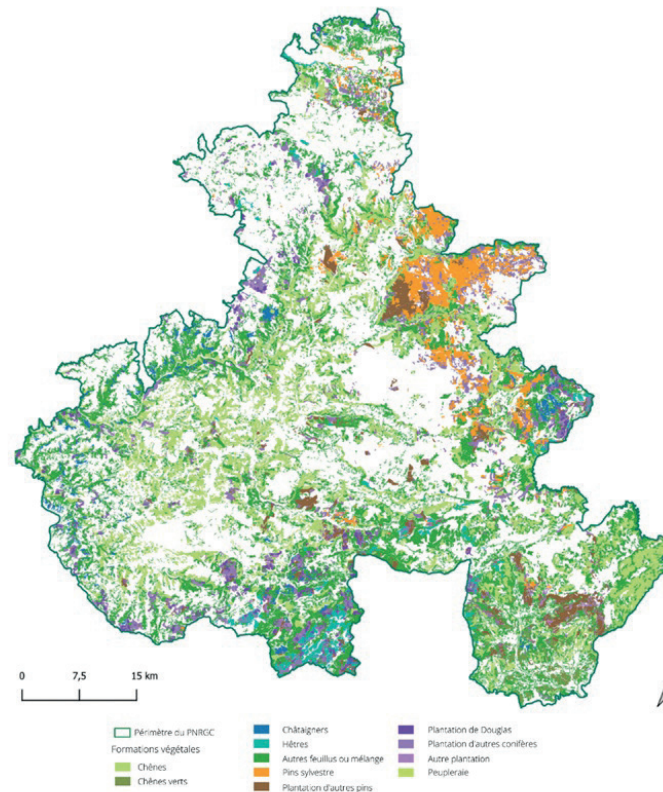 0 7,5 15 km
Périmètre du PNRGC
Formations végétales
Chênes
Chênes verts
Châtaigners
Hêtres
Autres feuillus ou mélange
Pins sylvestre
Plantation d'autres pins
Plantation de Douglas
Plantation d'autres conifères
Autre plantation
Peupleraie